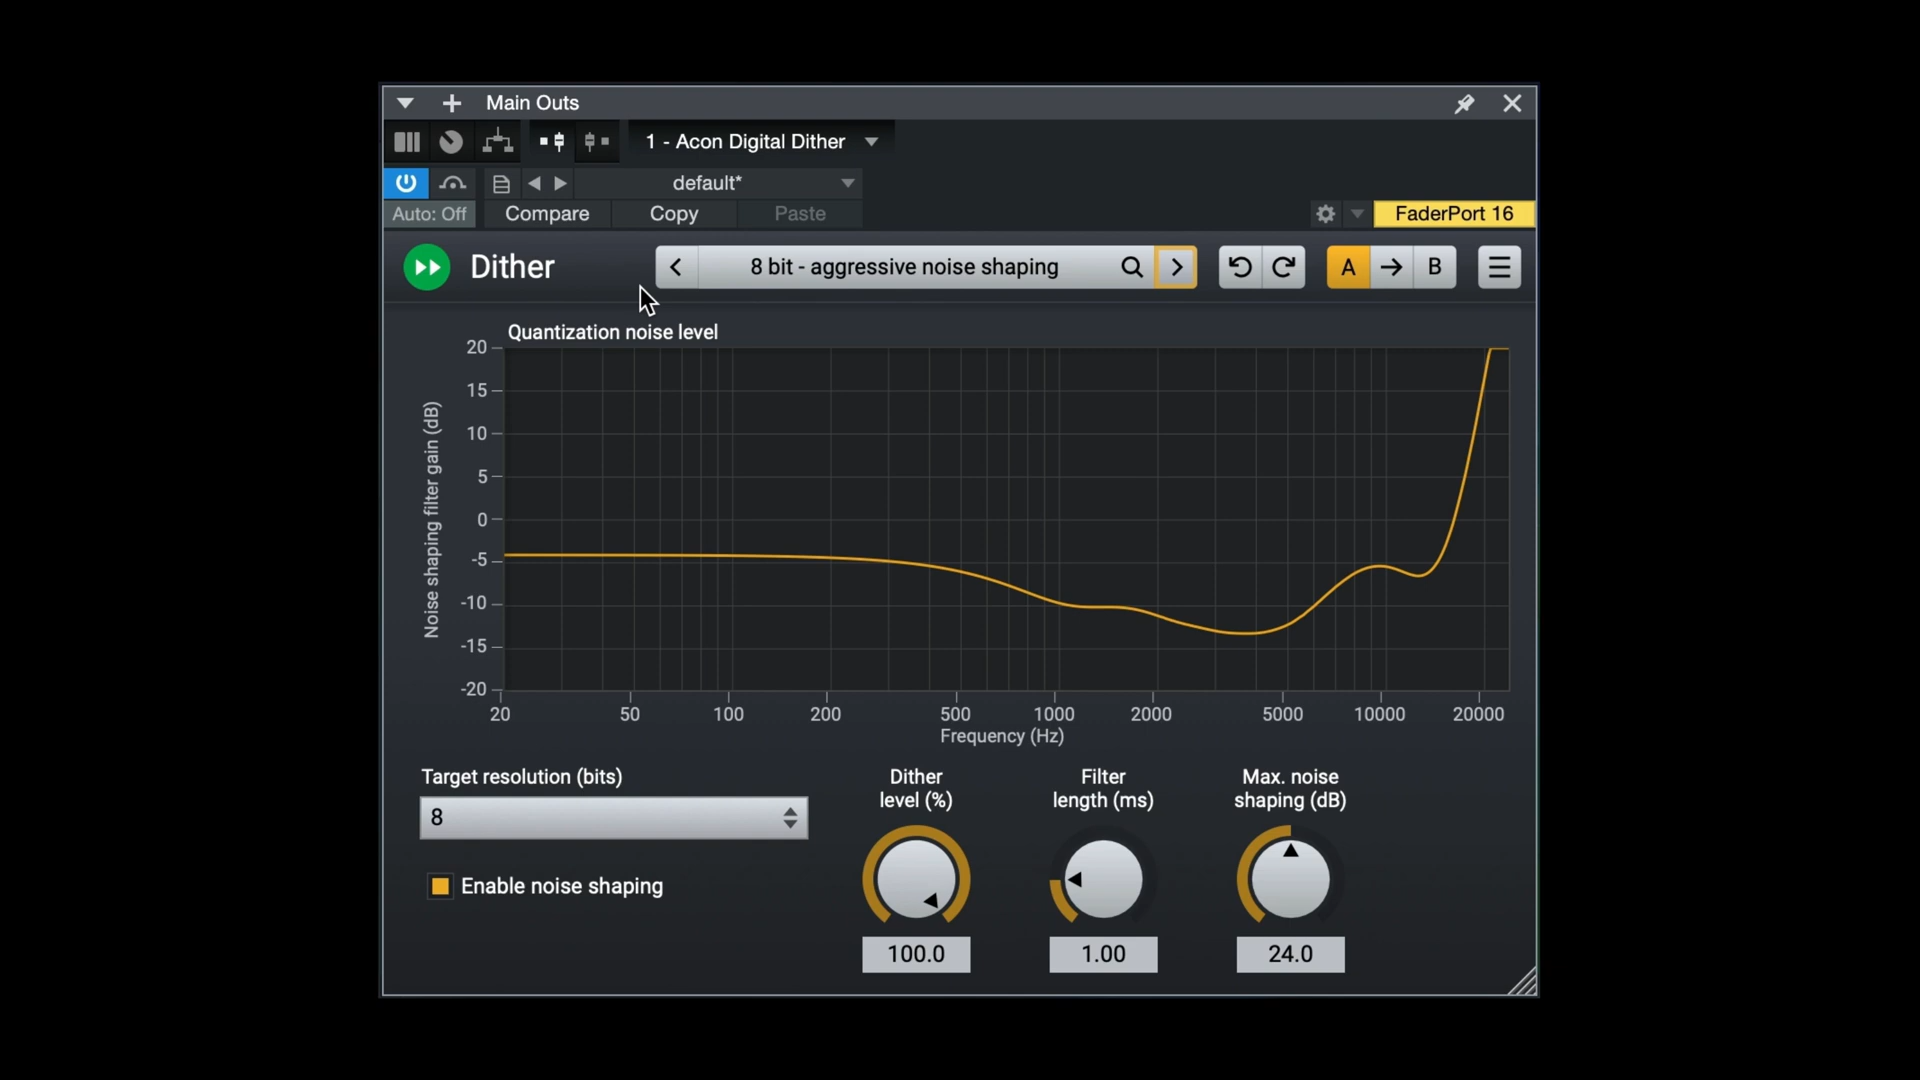 Main Outs
1 - Acon Digital Dither
default*
Auto: Off
Compare
Copy
Paste
FaderPort 16
Dither
8 bit - aggressive noise shaping
A
B
Quantization noise level
Noise shaping filter gain (dB)
20
15
10
5
0
-5
-10
-15
-20
20 50 100 200 500 1000 2000 5000 10000 20000
Frequency (Hz)
Target resolution (bits)
8
Enable noise shaping
Dither
level (%)
100.0
Filter
length (ms)
1.00
Max. noise
shaping (dB)
24.0